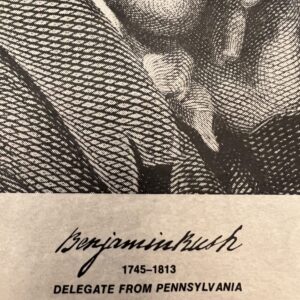 Benjamin Rush
1745–1813
DELEGATE FROM PENNSYLVANIA